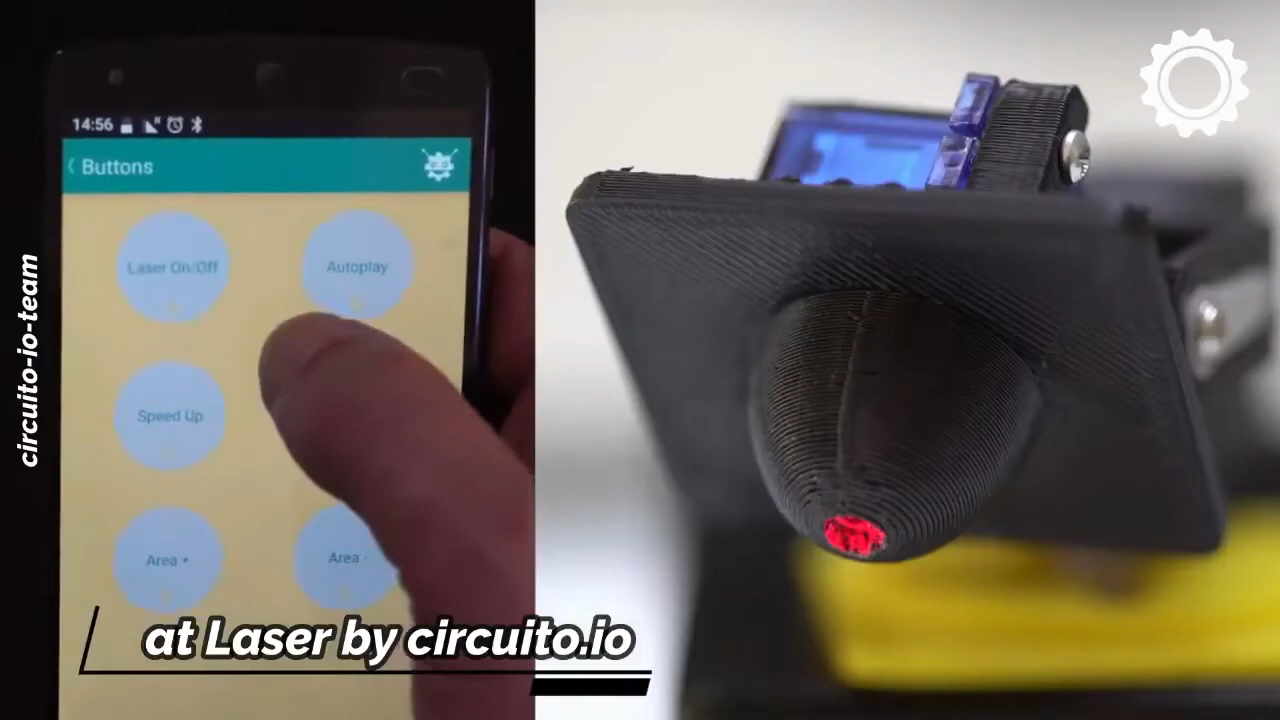 14:56
Buttons
Laser On/Off
Autoplay
Speed Up
Area +
Area -
circuito-io-team
at Laser by circuito.io